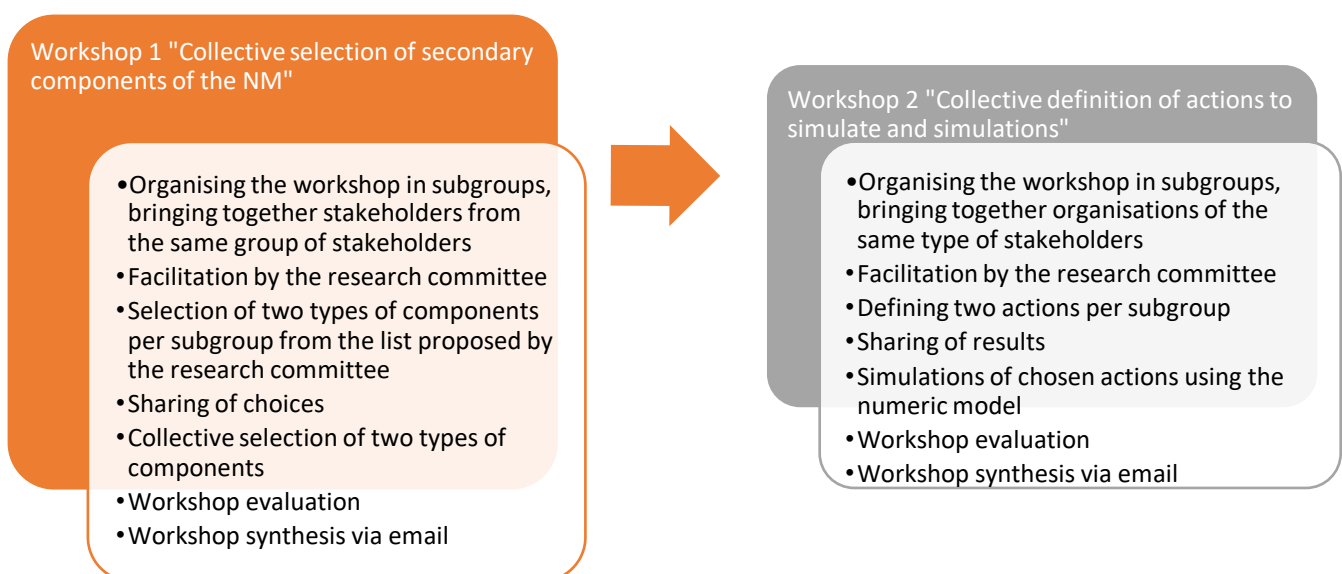 Workshop 1 "Collective selection of secondary
components of the NM"
•Organising the workshop in subgroups,
bringing together stakeholders from
the same group of stakeholders
•Facilitation by the research committee
•Selection of two types of components
per subgroup from the list proposed by
the research committee
•Sharing of choices
•Collective selection of two types of
components
•Workshop evaluation
•Workshop synthesis via email
Workshop 2 "Collective definition of actions to
simulate and simulations"
•Organising the workshop in subgroups,
bringing together organisations of the
same type of stakeholders
•Facilitation by the research committee
•Defining two actions per subgroup
•Sharing of results
•Simulations of chosen actions using the
numeric model
•Workshop evaluation
•Workshop synthesis via email